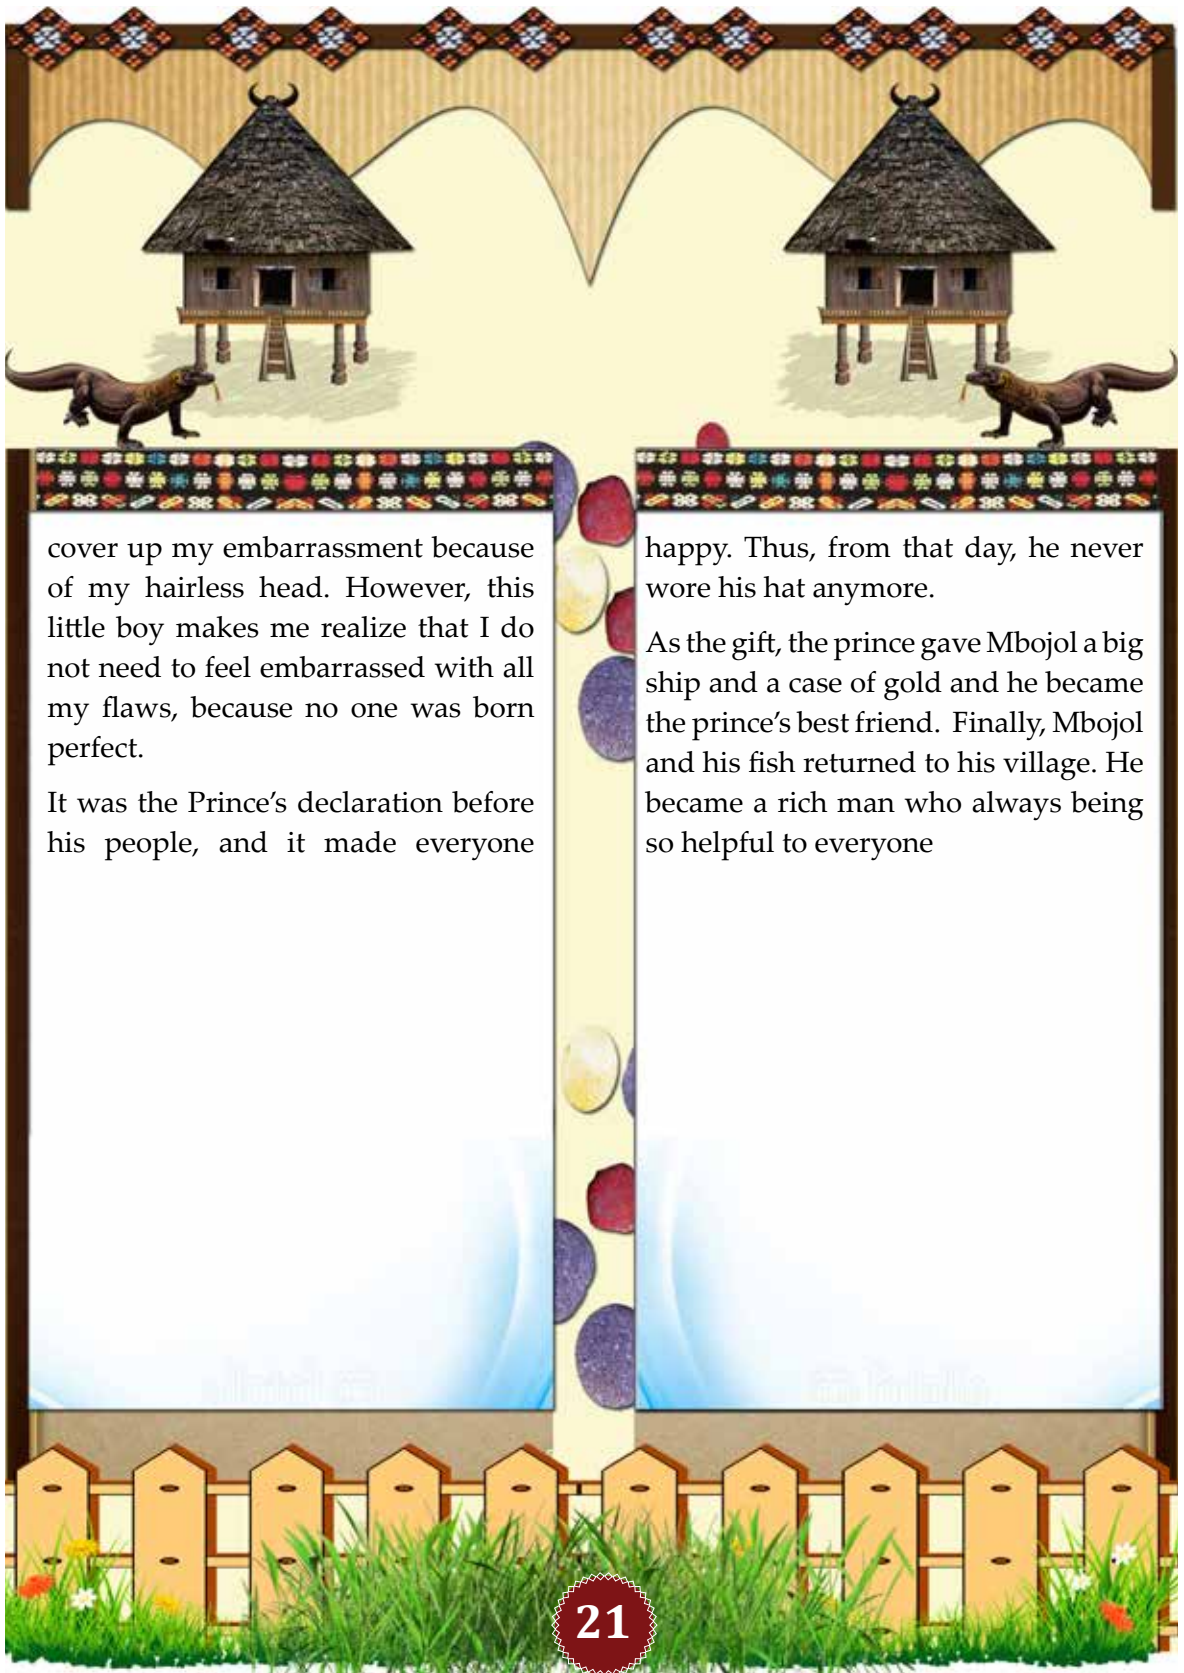 cover up my embarrassment because
of my hairless head. However, this
little boy makes me realize that I do
not need to feel embarrassed with all
my flaws, because no one was born
perfect.
It was the Prince’s declaration before
his people, and it made everyone
happy. Thus, from that day, he never
wore his hat anymore.
As the gift, the prince gave Mbojol a big
ship and a case of gold and he became
the prince’s best friend.  Finally, Mbojol
and his fish returned to his village. He
became a rich man who always being
so helpful to everyone
21